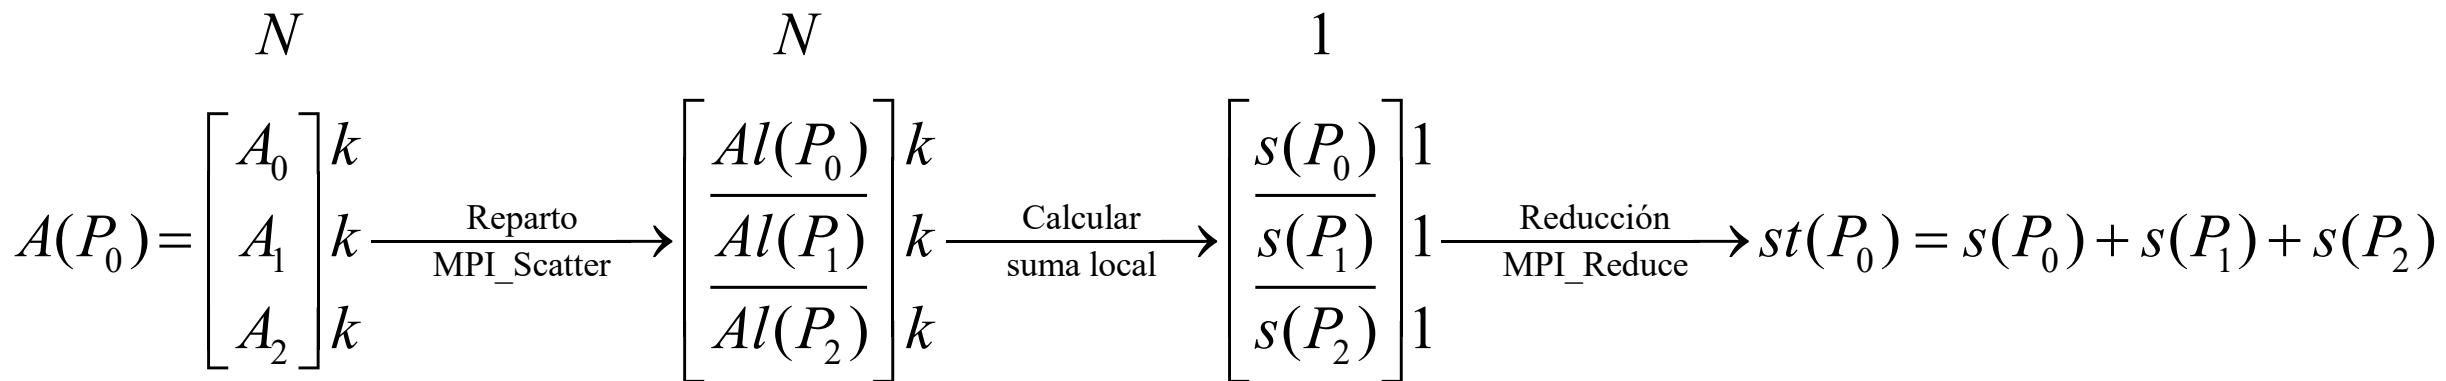 N N 1
A(P₀) = [A₀] k Reparto [Al(P₀)] k Calcular [s(P₀)] 1 Reducción st(P₀) = s(P₀) + s(P₁) + s(P₂)
A₁ k MPI_Scatter Al(P₁) k suma local s(P₁) 1 MPI_Reduce
A₂ k Al(P₂) k s(P₂) 1